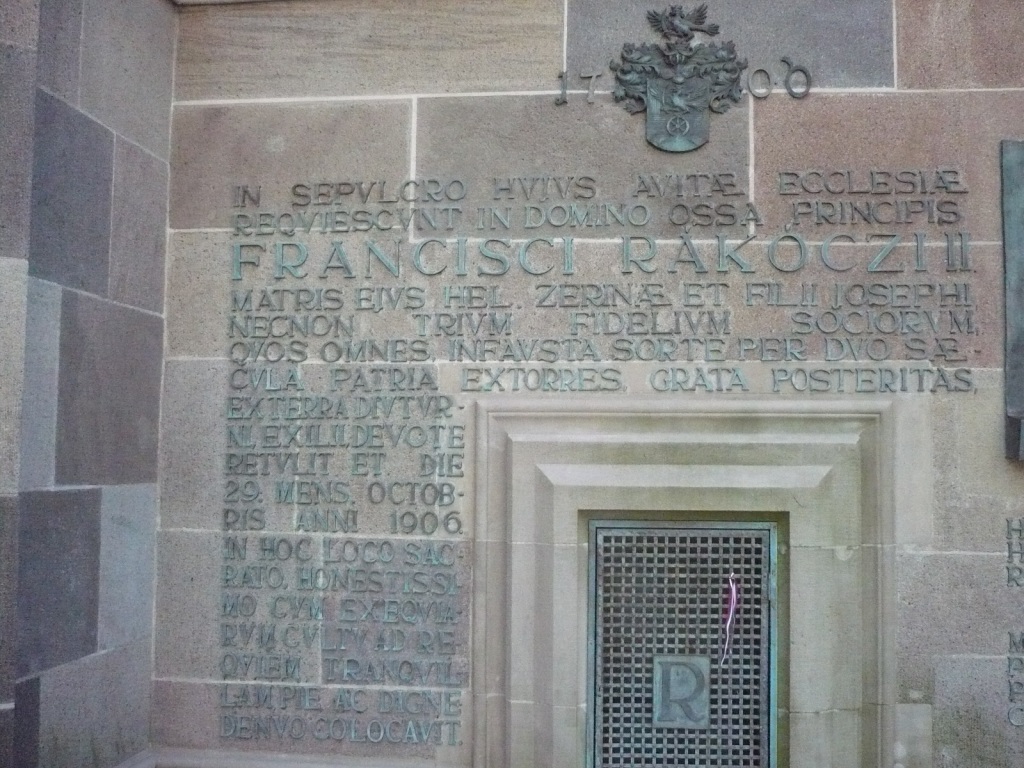 17 06
IN SEPVLCRO HVIVS AVITÆ ECCLESIÆ
REQVIESCVNT IN DOMINO OSSA PRINCIPIS
FRANCISCI RÁKÓCZI II.
MATRIS EJVS HEL. ZERINÆ ET FILII JOSEPHI
NECNON TRIVM FIDELIVM SOCIORVM,
QVOS OMNES, INFAVSTA SORTE PER DVO SÆ-
CVLA PATRIA EXTORRES, GRATA POSTERITAS,
EX TERRA DIVTVR-
NI EXILII, DEVOTE
RETVLIT ET DIE
29. MENS. OCTOB-
RIS ANNI 1906.
IN HOC LOCO SAC-
RATO, HONESTISSI-
MO CVM EXEQVIA-
RVM CVLTV AD RE-
QVIEM TRANQVIL-
LAM PIE AC DIGNE
DENVO COLOCAVIT.
R
H
H
R
M
P
P
C